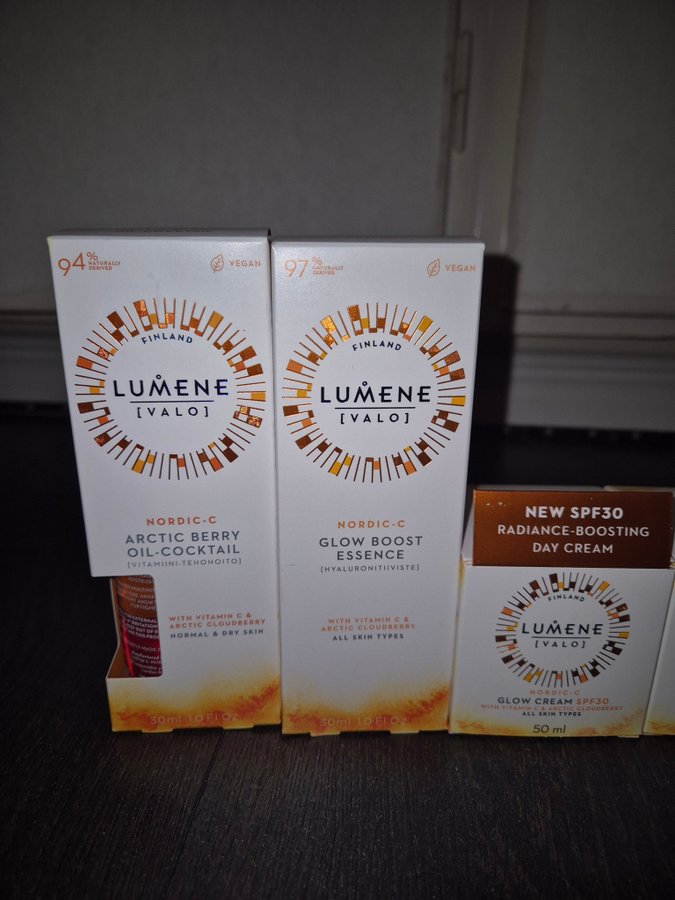 94%
NATURALLY
DERIVED
VEGAN
FINLAND
LUMENE
[VALO]
NORDIC-C
ARCTIC BERRY
OIL-COCKTAIL
[VITAMIINI-TEHOHOITO]
WITH VITAMIN C &
ARCTIC CLOUDBERRY
NORMAL & DRY SKIN
30ml 1.0 Fl.Oz
97%
NATURALLY
DERIVED
VEGAN
FINLAND
LUMENE
[VALO]
NORDIC-C
GLOW BOOST
ESSENCE
[HYALURONITIIVISTE]
WITH VITAMIN C &
ARCTIC CLOUDBERRY
ALL SKIN TYPES
30ml 1.0 Fl.Oz
NEW SPF30
RADIANCE-BOOSTING
DAY CREAM
FINLAND
LUMENE
[VALO]
NORDIC-C
GLOW CREAM SPF30
WITH VITAMIN C & ARCTIC CLOUDBERRY
ALL SKIN TYPES
50 ml